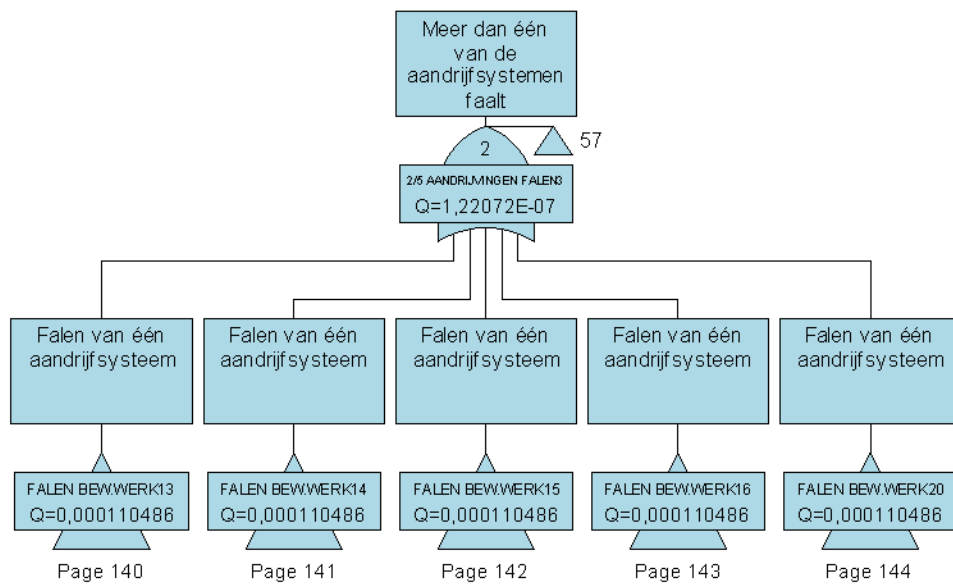 Meer dan één
van de
aandrijfsystemen
faalt
2
57
2/5 AANDRIJVINGEN FALEN3
Q=1,22072E-07
Falen van één
aandrijfsysteem
Falen van één
aandrijfsysteem
Falen van één
aandrijfsysteem
Falen van één
aandrijfsysteem
Falen van één
aandrijfsysteem
FALEN BEW.WERK13
Q=0,000110486
FALEN BEW.WERK14
Q=0,000110486
FALEN BEW.WERK15
Q=0,000110486
FALEN BEW.WERK16
Q=0,000110486
FALEN BEW.WERK20
Q=0,000110486
Page 140
Page 141
Page 142
Page 143
Page 144